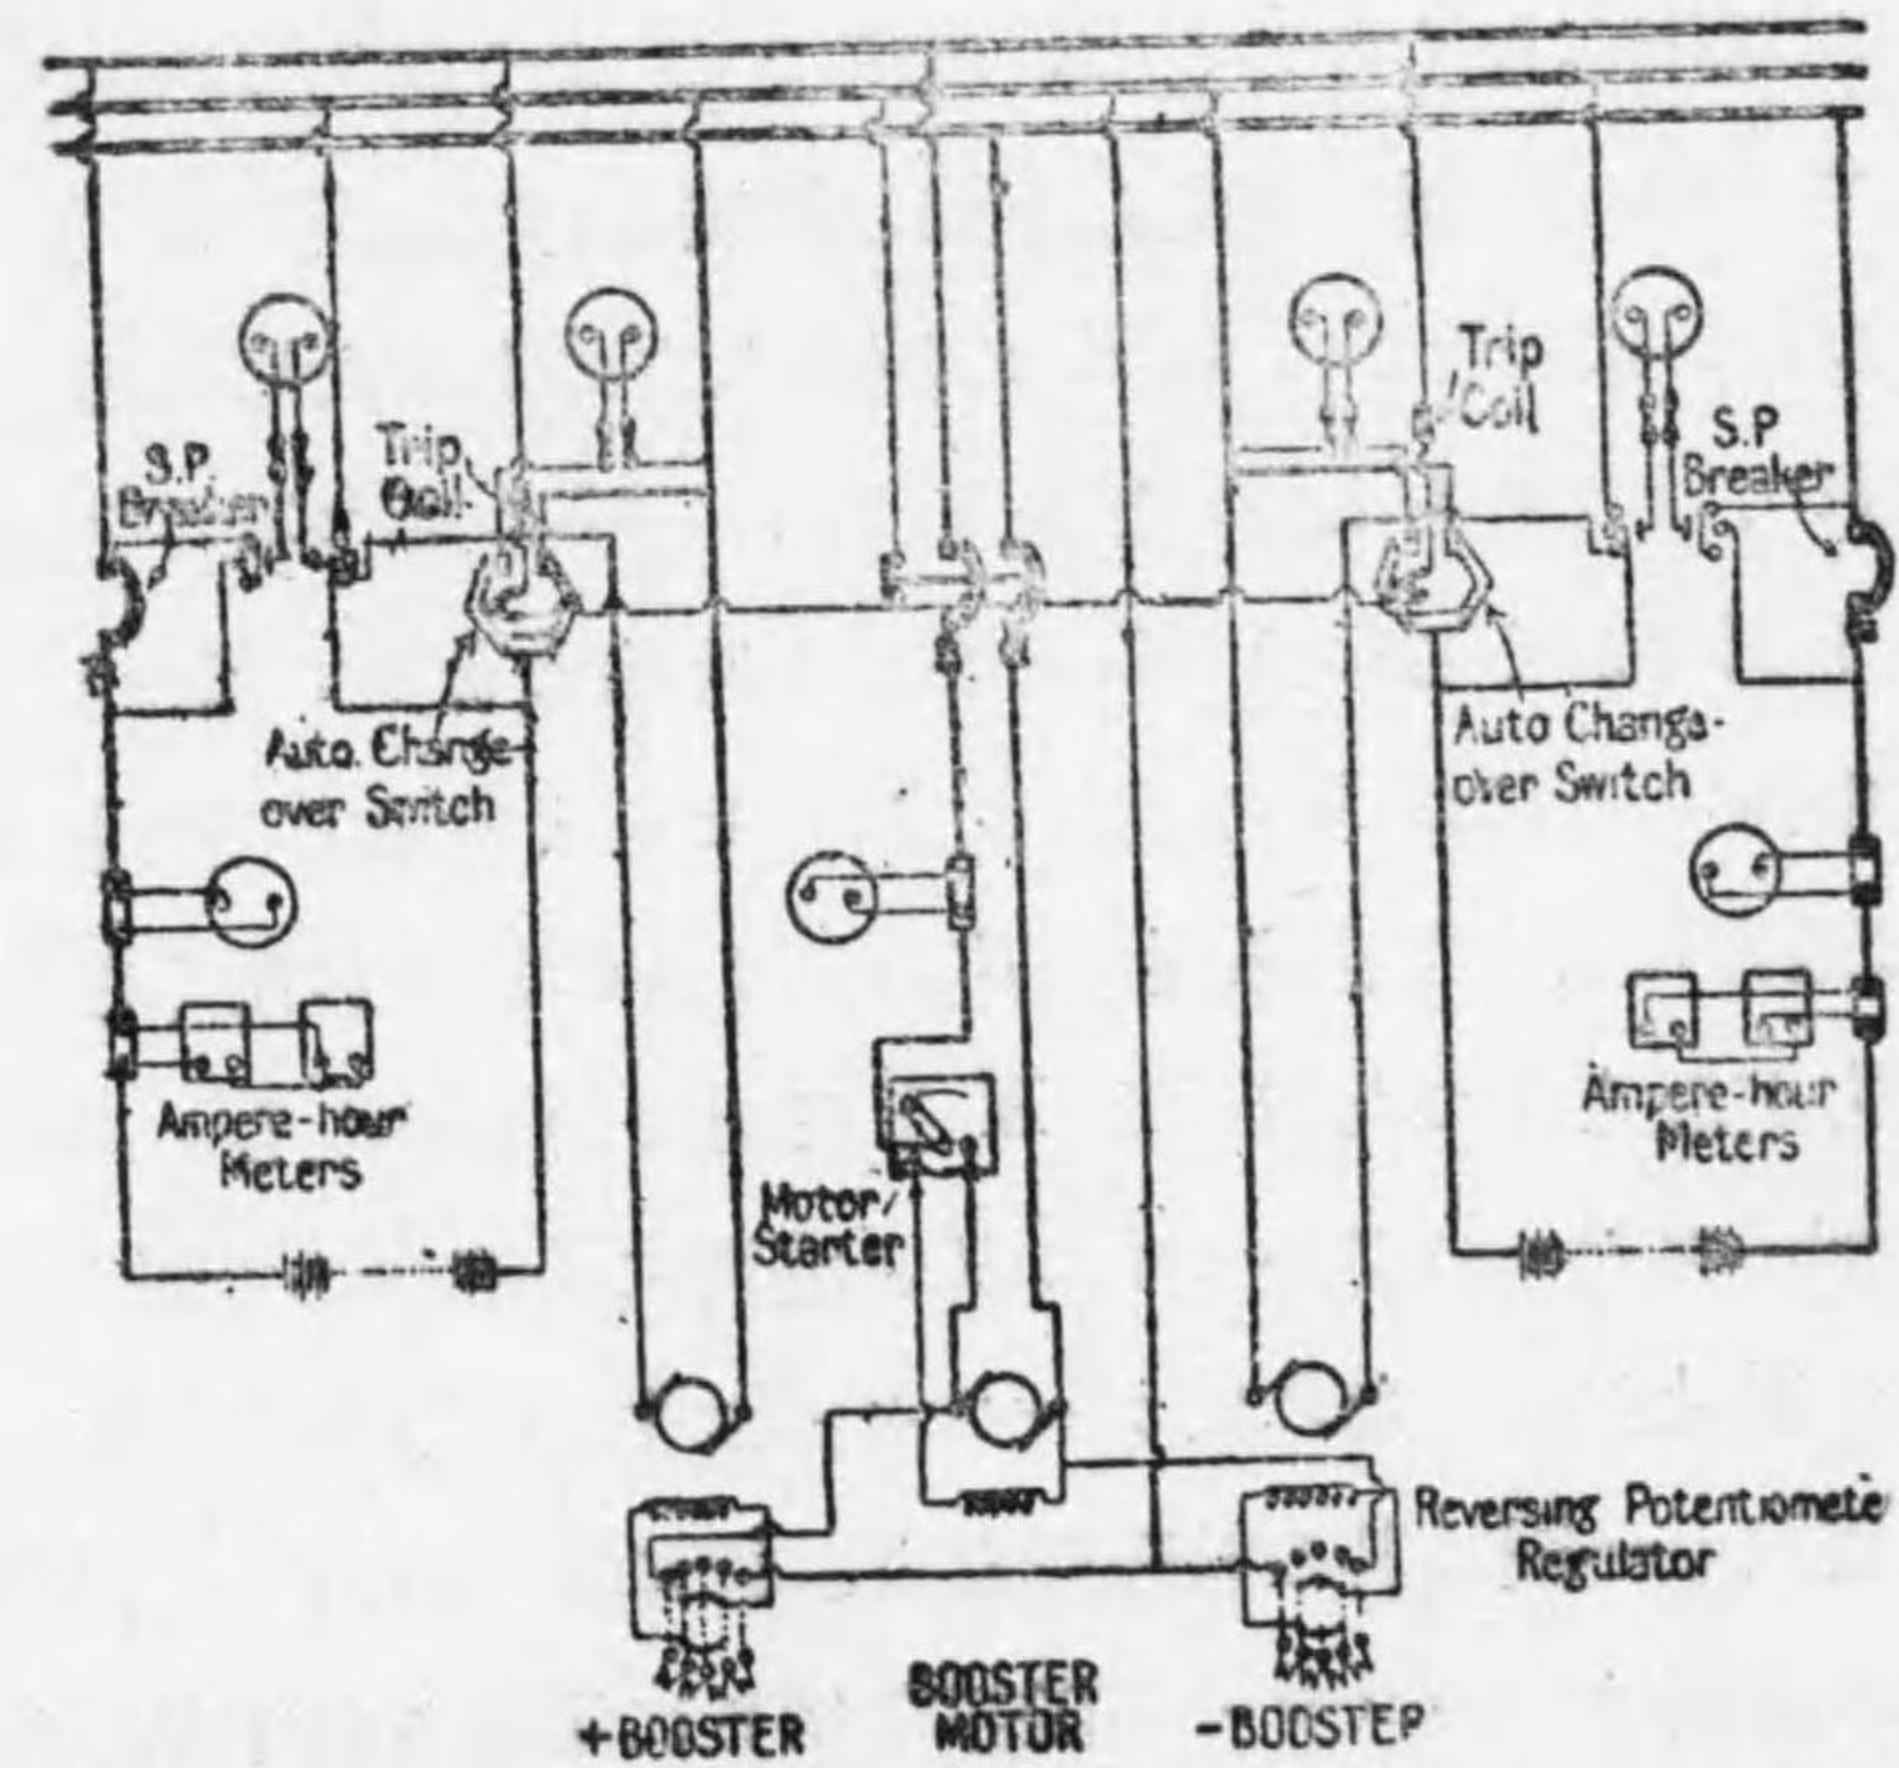 Trip
Coil
S.P.
Breaker
Trip
Coil
S.P
Breaker
Auto. Change-
over Switch
Auto Change-
over Switch
Ampere-hour
Meters
Ampere-hour
Meters
Motor
Starter
Reversing Potentiomete
Regulator
+BOOSTER
BOOSTER
MOTOR
-BOOSTER